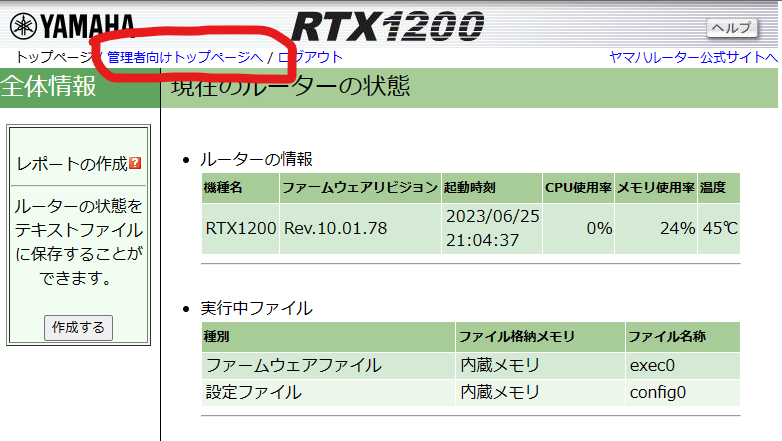 YAMAHA
RTX1200
ヘルプ
トップページ / 管理者向けトップページへ / ログアウト
ヤマハルーター公式サイトへ
全体情報
現在のルーターの状態
レポートの作成?
ルーターの状態を
テキストファイル
に保存することが
できます。
作成する
ルーターの情報
機種名 ファームウェアリビジョン 起動時刻 CPU使用率 メモリ使用率 温度
RTX1200 Rev.10.01.78 2023/06/25 21:04:37 0% 24% 45℃
実行中ファイル
種別 ファイル格納メモリ ファイル名称
ファームウェアファイル 内蔵メモリ exec0
設定ファイル 内蔵メモリ config0